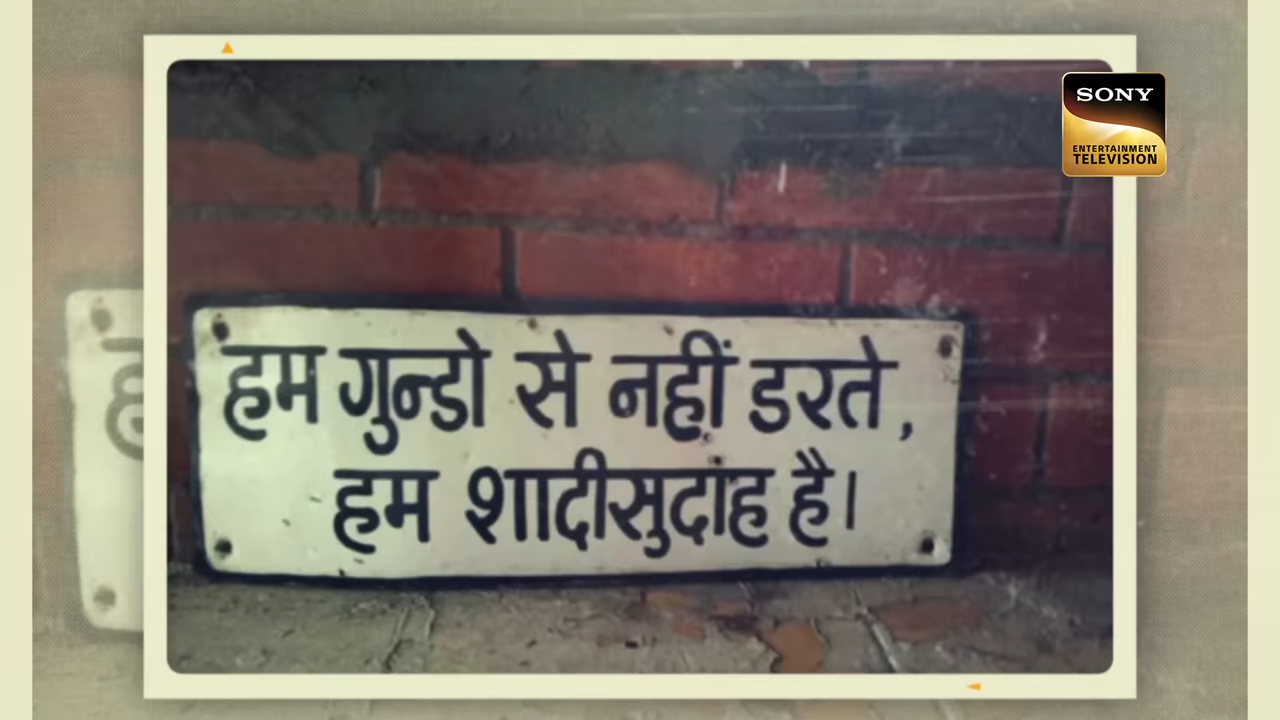 हम गुन्डो से नहीं डरते,
हम शादीसुदाह है।
SONY
ENTERTAINMENT
TELEVISION